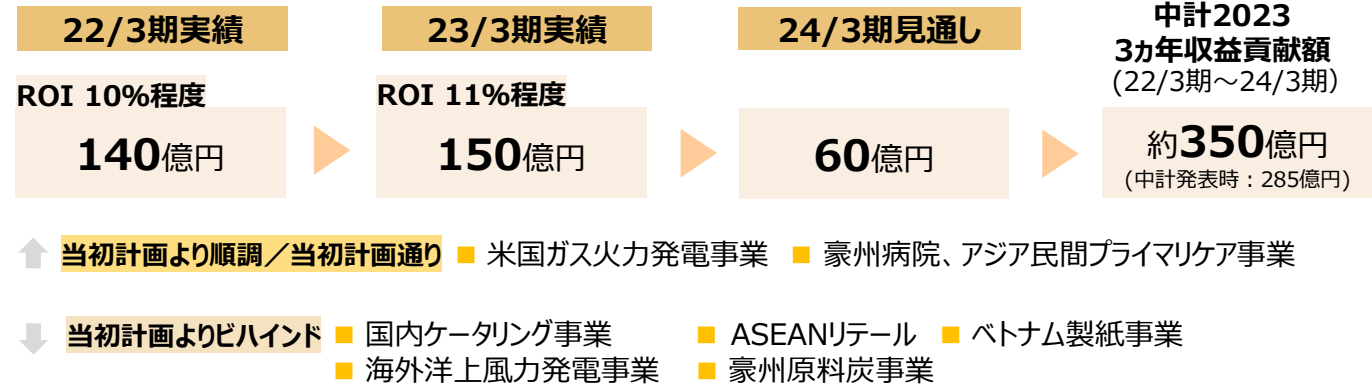 22/3期実績
23/3期実績
24/3期見通し
中計2023
3ヵ年収益貢献額
(22/3期～24/3期)
ROI 10%程度
140億円
ROI 11%程度
150億円
60億円
約350億円
(中計発表時：285億円)
当初計画より順調／当初計画通り ■ 米国ガス火力発電事業 ■ 豪州病院、アジア民間プライマリケア事業
当初計画よりビハインド ■ 国内ケータリング事業 ■ ASEANリテール ■ ベトナム製紙事業
■ 海外洋上風力発電事業 ■ 豪州原料炭事業